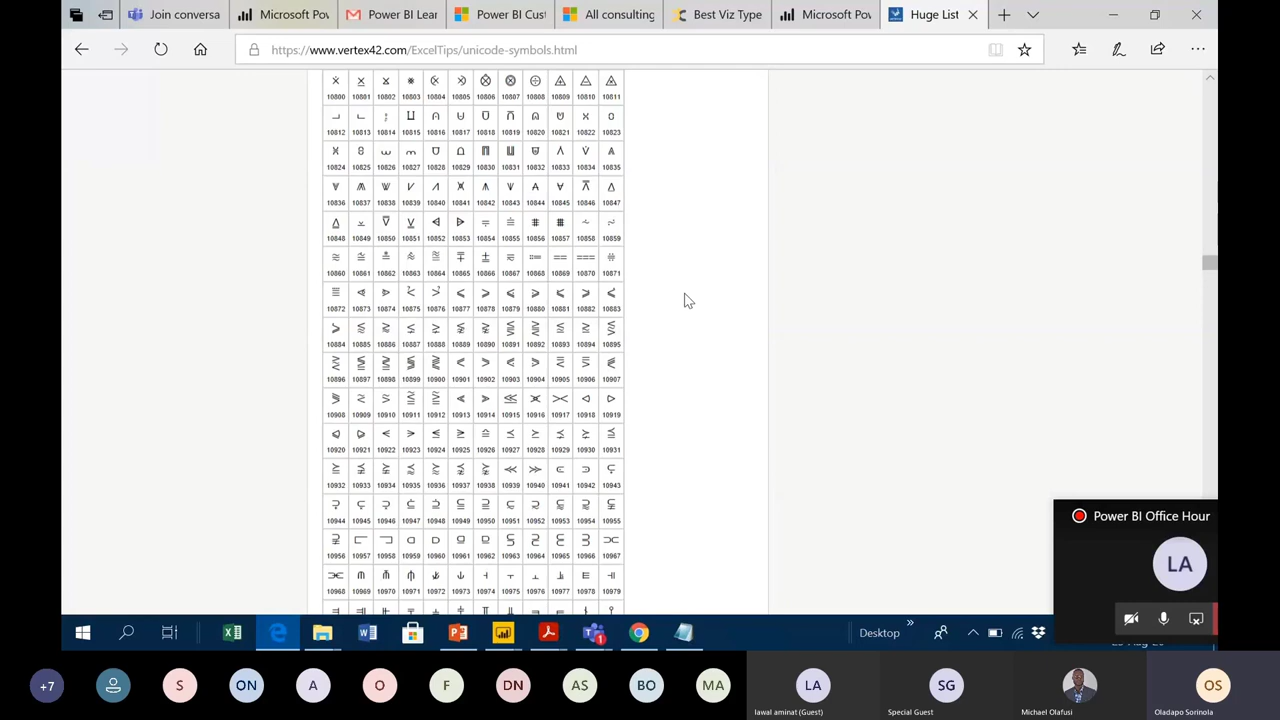 Join conversa Microsoft Pov Power BI Lear Power BI Cust All consulting Best Viz Type Microsoft Pov Huge List
https://www.vertex42.com/ExcelTips/unicode-symbols.html
10800 10801 10802 10803 10804 10805 10806 10807 10808 10809 10810 10811
10812 10813 10814 10815 10816 10817 10818 10819 10820 10821 10822 10823
10824 10825 10826 10827 10828 10829 10830 10831 10832 10833 10834 10835
10836 10837 10838 10839 10840 10841 10842 10843 10844 10845 10846 10847
10848 10849 10850 10851 10852 10853 10854 10855 10856 10857 10858 10859
10860 10861 10862 10863 10864 10865 10866 10867 10868 10869 10870 10871
10872 10873 10874 10875 10876 10877 10878 10879 10880 10881 10882 10883
10884 10885 10886 10887 10888 10889 10890 10891 10892 10893 10894 10895
10896 10897 10898 10899 10900 10901 10902 10903 10904 10905 10906 10907
10908 10909 10910 10911 10912 10913 10914 10915 10916 10917 10918 10919
10920 10921 10922 10923 10924 10925 10926 10927 10928 10929 10930 10931
10932 10933 10934 10935 10936 10937 10938 10939 10940 10941 10942 10943
10944 10945 10946 10947 10948 10949 10950 10951 10952 10953 10954 10955
10956 10957 10958 10959 10960 10961 10962 10963 10964 10965 10966 10967
10968 10969 10970 10971 10972 10973 10974 10975 10976 10977 10978 10979
Power BI Office Hour
LA
Desktop
+7 S ON A O F DN AS BO MA LA SG OS
lawal aminat (Guest) Special Guest Michael Olafusi Oladapo Sorinola